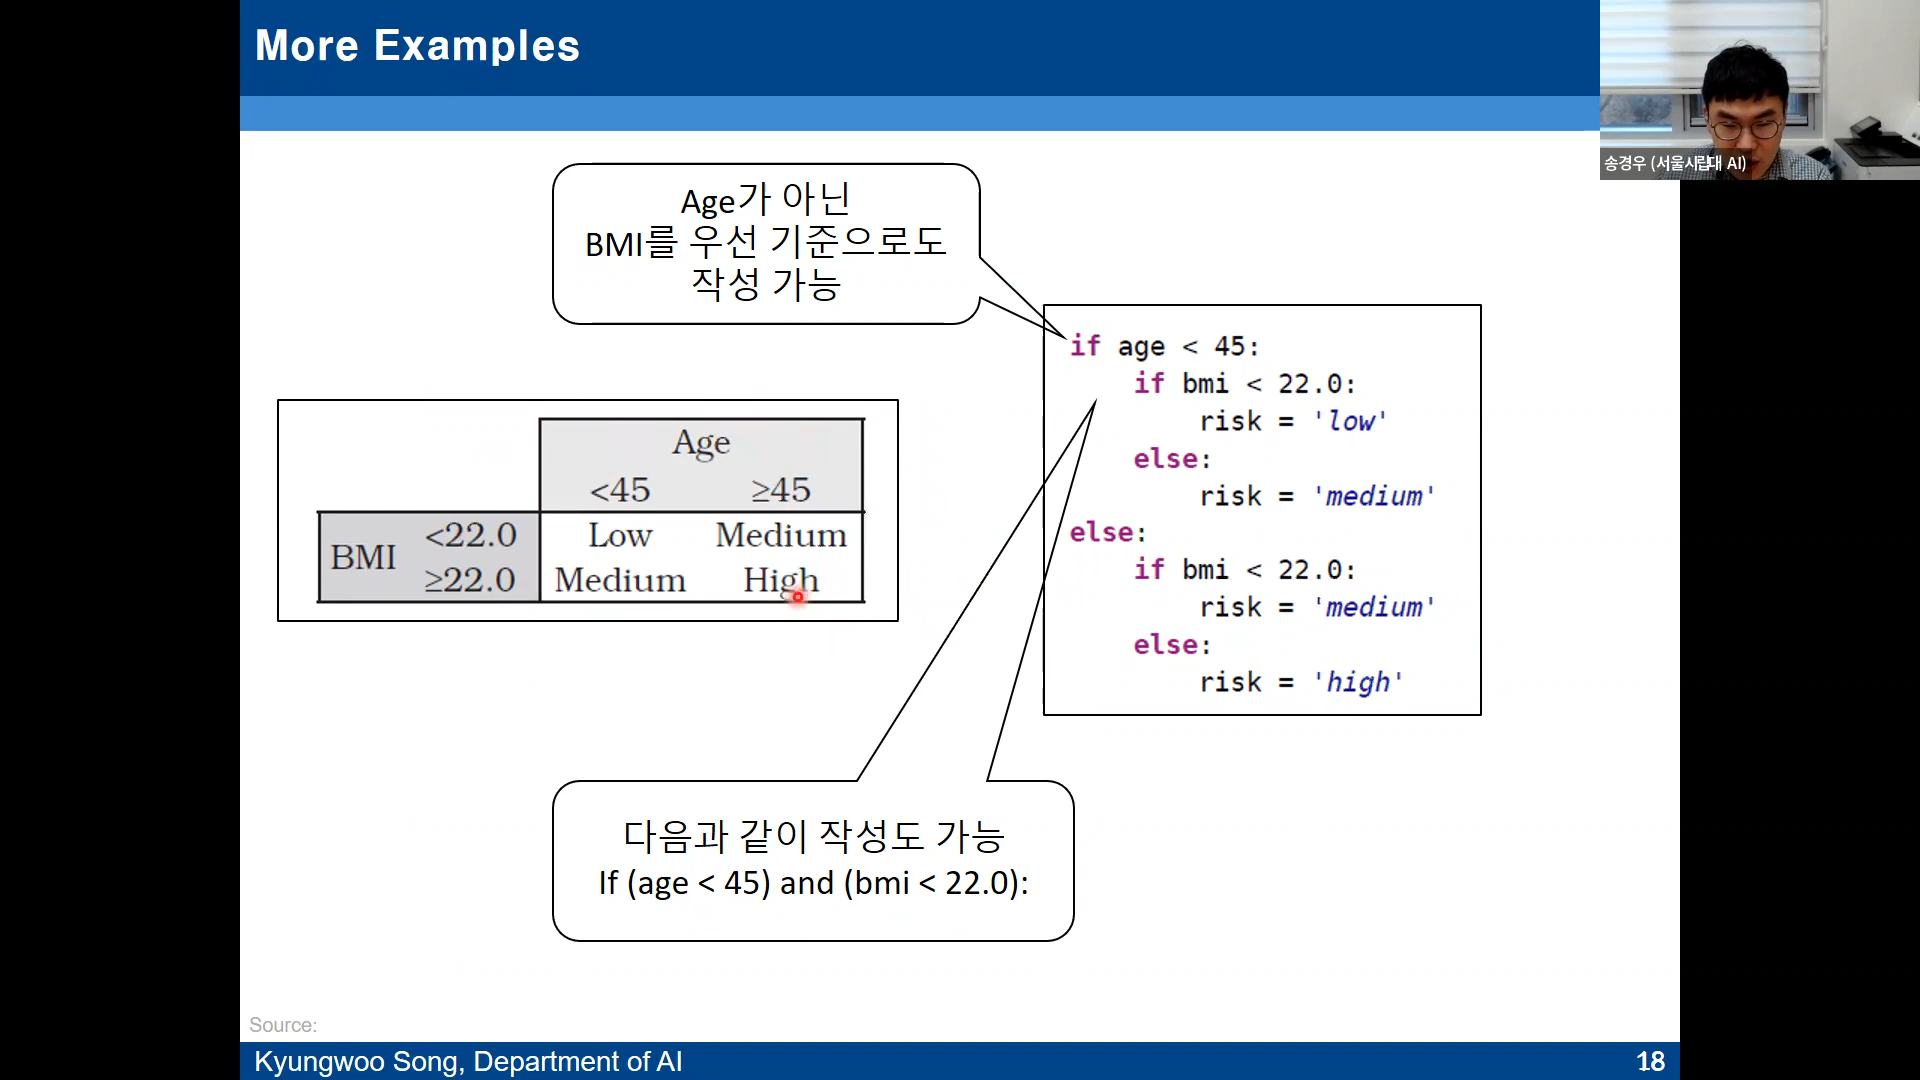 More Examples
송경우 (서울시립대 AI)
Age가 아닌
BMI를 우선 기준으로도
작성 가능
if age < 45:
if bmi < 22.0:
risk = 'low'
else:
risk = 'medium'
else:
if bmi < 22.0:
risk = 'medium'
else:
risk = 'high'
Age
<45 ≥45
BMI
<22.0 Low Medium
≥22.0 Medium High
다음과 같이 작성도 가능
If (age < 45) and (bmi < 22.0):
Source:
Kyungwoo Song, Department of AI
18